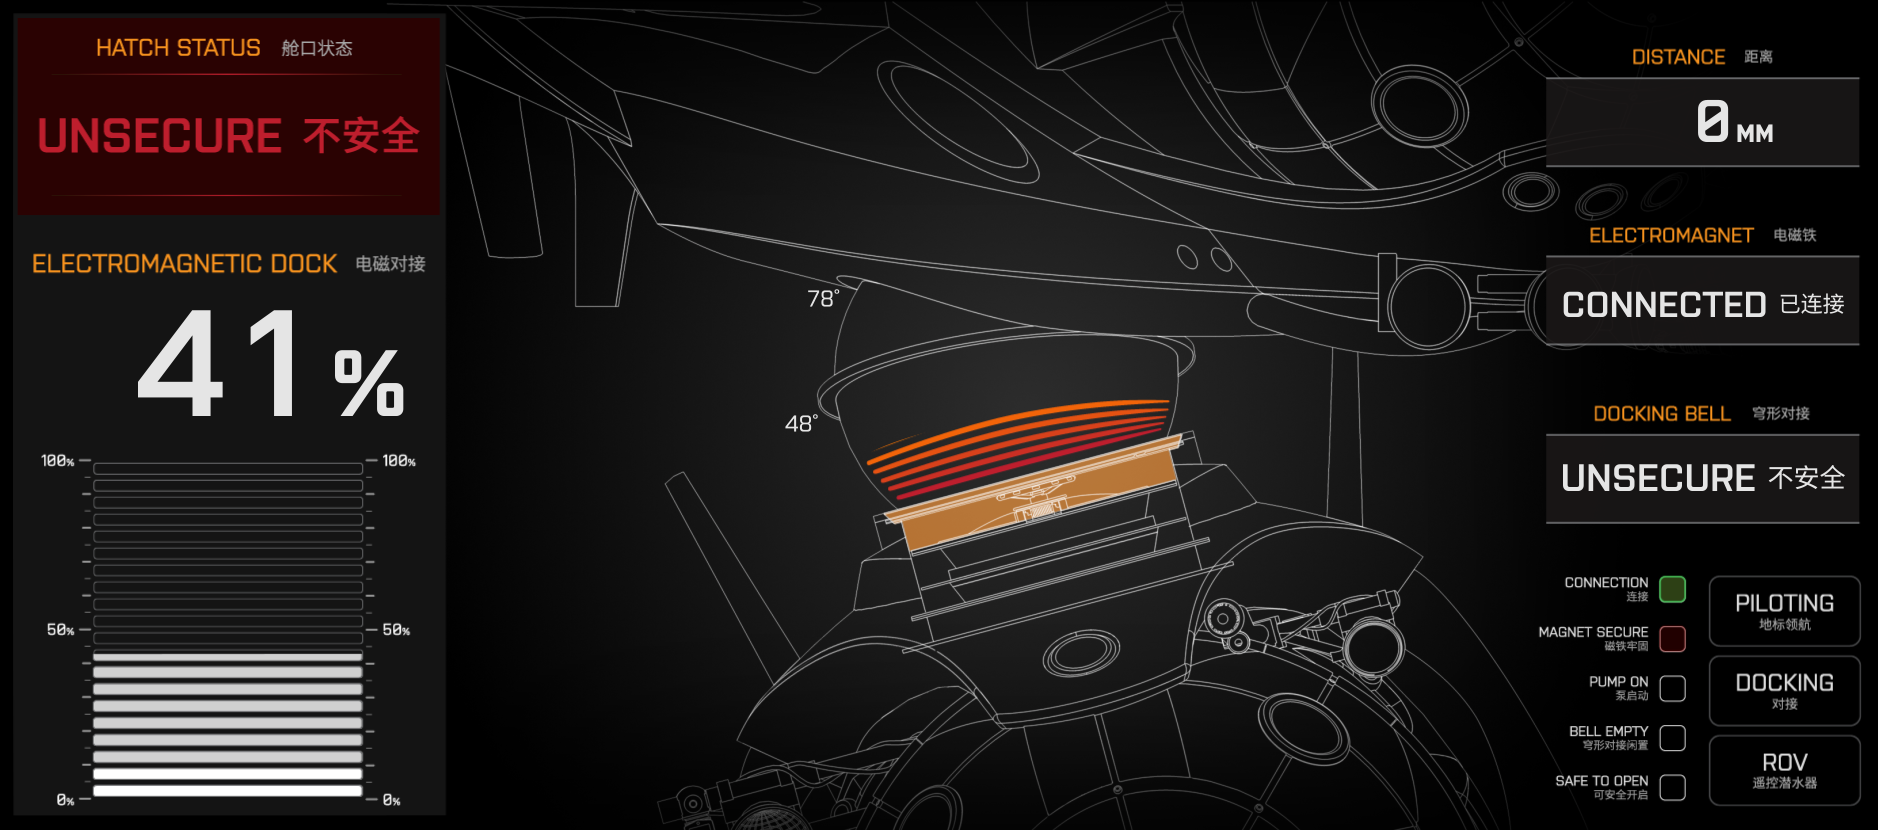 HATCH STATUS 舱口状态
UNSECURE 不安全
ELECTROMAGNETIC DOCK 电磁对接
41 %
100% 100%
50% 50%
0% 0%
78°
48°
DISTANCE 距离
0 MM
ELECTROMAGNET 电磁铁
CONNECTED 已连接
DOCKING BELL 穹形对接
UNSECURE 不安全
CONNECTION
连接
MAGNET SECURE
磁铁牢固
PUMP ON
泵启动
BELL EMPTY
穹形对接闲置
SAFE TO OPEN
可安全开启
PILOTING
地标领航
DOCKING
对接
ROV
遥控潜水器